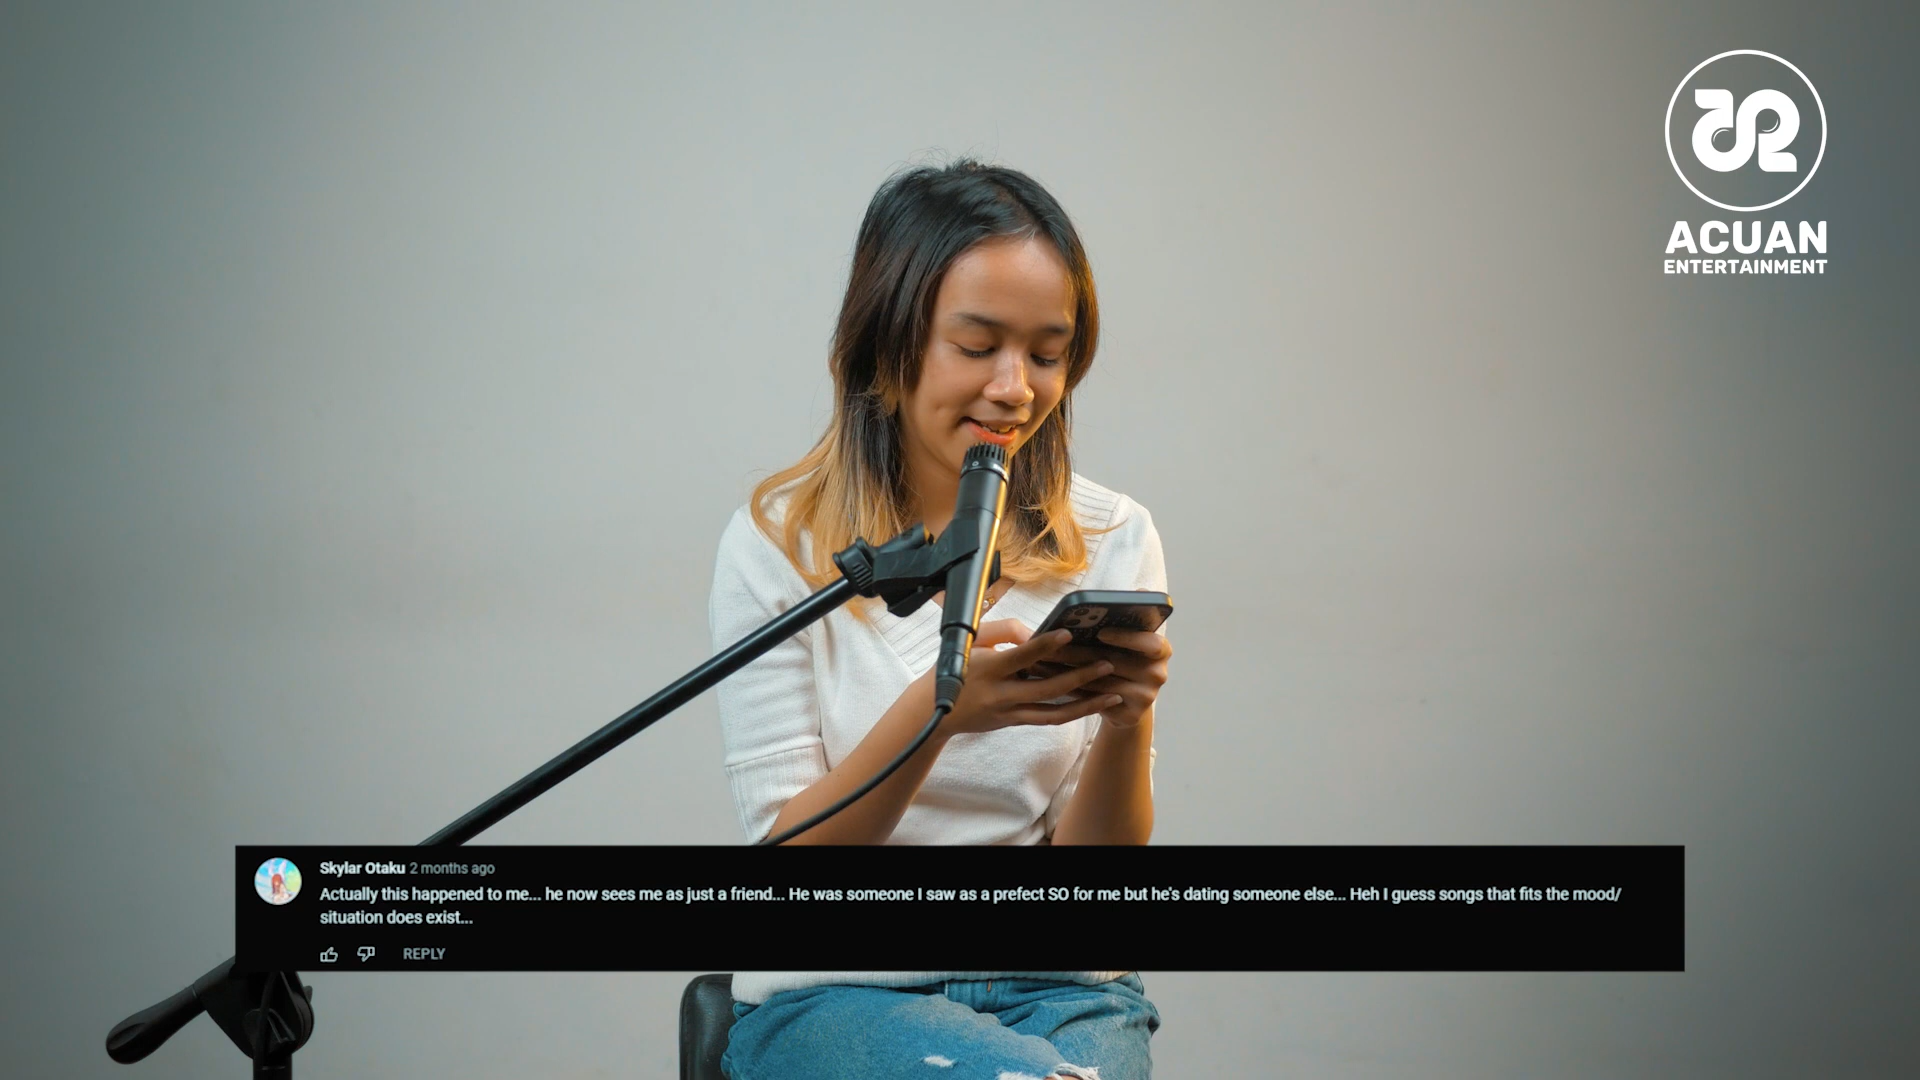 ACUAN
ENTERTAINMENT
Skylar Otaku 2 months ago
Actually this happened to me... he now sees me as just a friend... He was someone I saw as a prefect SO for me but he's dating someone else... Heh I guess songs that fits the mood/
situation does exist...
REPLY